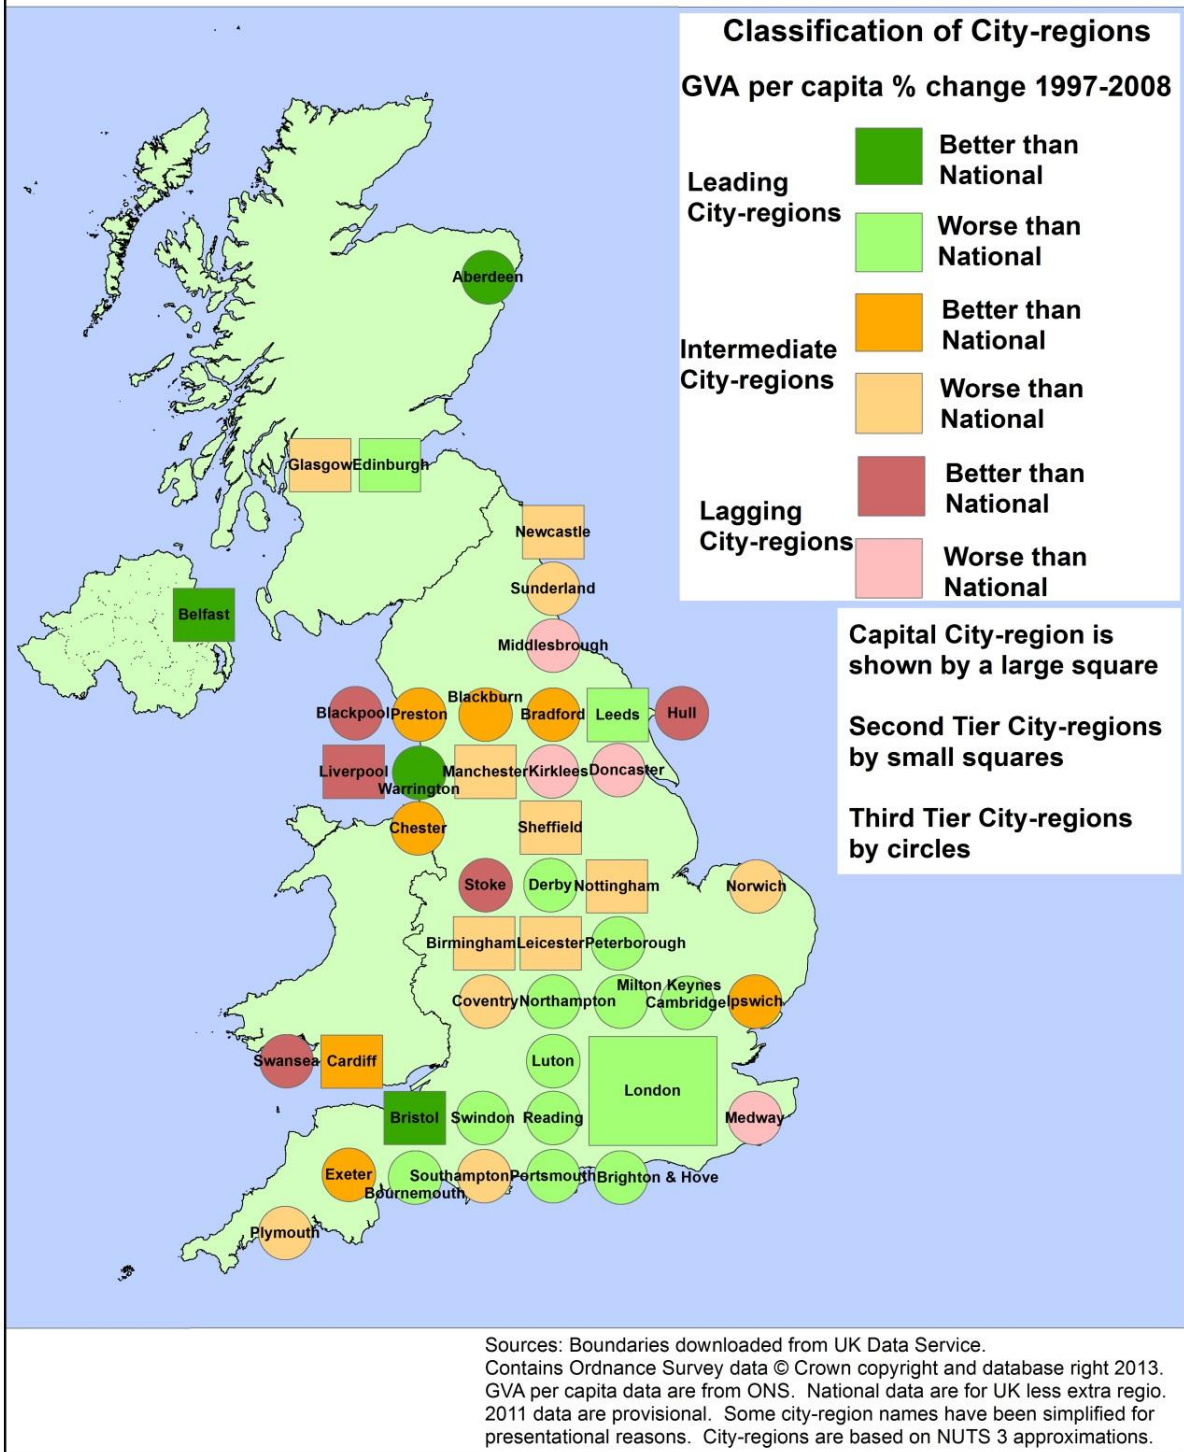 Classification of City-regions
GVA per capita % change 1997-2008
Leading
City-regions
Better than
National
Worse than
National
Intermediate
City-regions
Better than
National
Worse than
National
Lagging
City-regions
Better than
National
Worse than
National
Capital City-region is
shown by a large square
Second Tier City-regions
by small squares
Third Tier City-regions
by circles
Aberdeen
Glasgow
Edinburgh
Newcastle
Sunderland
Belfast
Middlesbrough
Blackpool
Preston
Blackburn
Bradford
Leeds
Hull
Liverpool
Warrington
Manchester
Kirklees
Doncaster
Chester
Sheffield
Stoke
Derby
Nottingham
Norwich
Birmingham
Leicester
Peterborough
Coventry
Northampton
Milton Keynes
Cambridge
Ipswich
Swansea
Cardiff
Luton
London
Bristol
Swindon
Reading
Medway
Exeter
Bournemouth
Southampton
Portsmouth
Brighton & Hove
Plymouth
Sources: Boundaries downloaded from UK Data Service.
Contains Ordnance Survey data © Crown copyright and database right 2013.
GVA per capita data are from ONS. National data are for UK less extra regio.
2011 data are provisional. Some city-region names have been simplified for
presentational reasons. City-regions are based on NUTS 3 approximations.